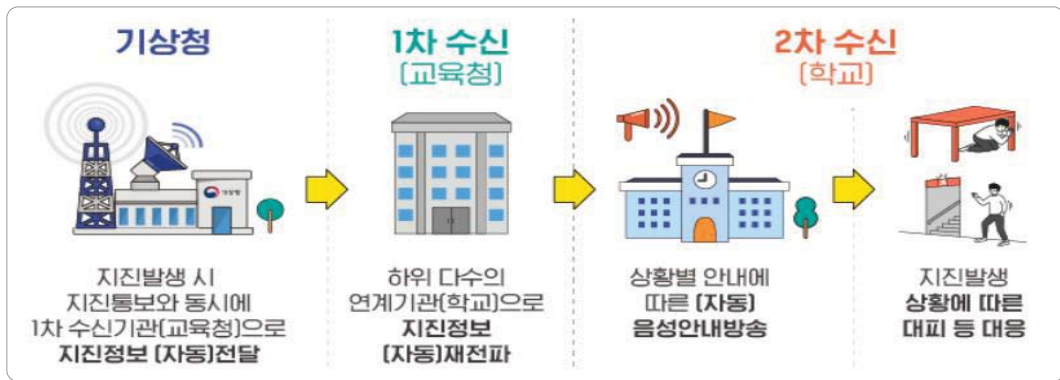 기상청
지진발생 시
지진통보와 동시에
1차 수신기관(교육청)으로
지진정보 (자동)전달
1차 수신
(교육청)
하위 다수의
연계기관(학교)으로
지진정보
(자동)재전파
2차 수신
(학교)
상황별 안내에
따른 (자동)
음성안내방송
지진발생
상황에 따른
대피 등 대응
기상청